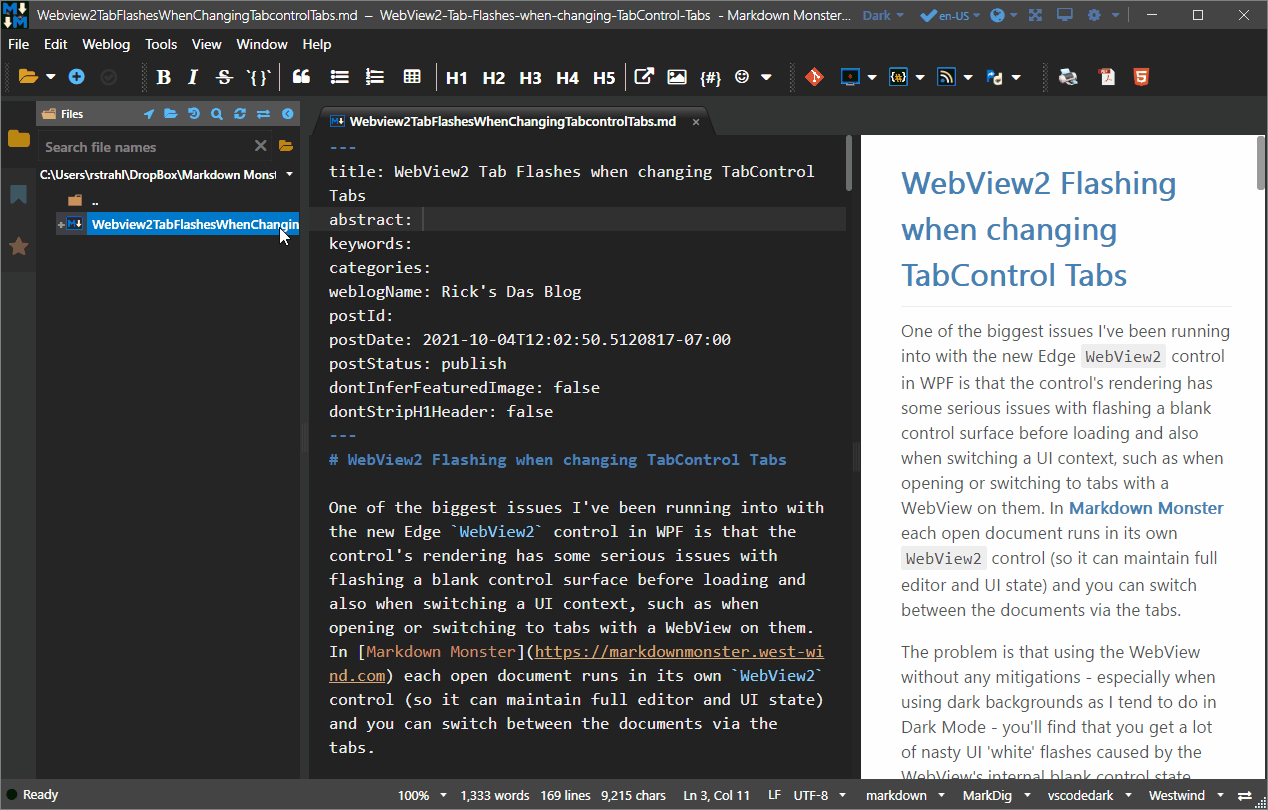 Webview2TabFlashesWhenChangingTabcontrolTabs.md – WebView2-Tab-Flashes-when-changing-TabControl-Tabs - Markdown Monster...
Dark
en-US
File Edit Weblog Tools View Window Help
B I S `{}` H1 H2 H3 H4 H5 {#}
Files
Webview2TabFlashesWhenChangingTabcontrolTabs.md
Search file names
C:\Users\rstrahl\DropBox\Markdown Monst
..
Webview2TabFlashesWhenChangin
---
title: WebView2 Tab Flashes when changing TabControl
Tabs
abstract:
keywords:
categories:
weblogName: Rick's Das Blog
postId:
postDate: 2021-10-04T12:02:50.5120817-07:00
postStatus: publish
dontInferFeaturedImage: false
dontStripH1Header: false
---
# WebView2 Flashing when changing TabControl Tabs
One of the biggest issues I've been running into with
the new Edge `WebView2` control in WPF is that the
control's rendering has some serious issues with
flashing a blank control surface before loading and
also when switching a UI context, such as when
opening or switching to tabs with a WebView on them.
In [Markdown Monster](https://markdownmonster.west-wi
nd.com) each open document runs in its own `WebView2`
control (so it can maintain full editor and UI state)
and you can switch between the documents via the
tabs.
WebView2 Flashing
when changing
TabControl Tabs
One of the biggest issues I've been running
into with the new Edge WebView2 control
in WPF is that the control's rendering has
some serious issues with flashing a blank
control surface before loading and also
when switching a UI context, such as when
opening or switching to tabs with a
WebView on them. In Markdown Monster
each open document runs in its own
WebView2 control (so it can maintain full
editor and UI state) and you can switch
between the documents via the tabs.
The problem is that using the WebView
without any mitigations - especially when
using dark backgrounds as I tend to do in
Dark Mode - you'll find that you get a lot
of nasty UI 'white' flashes caused by the
WebView's internal blank control state
Ready
100% 1,333 words 169 lines 9,215 chars Ln 3, Col 11 LF UTF-8 markdown MarkDig vscodedark Westwind